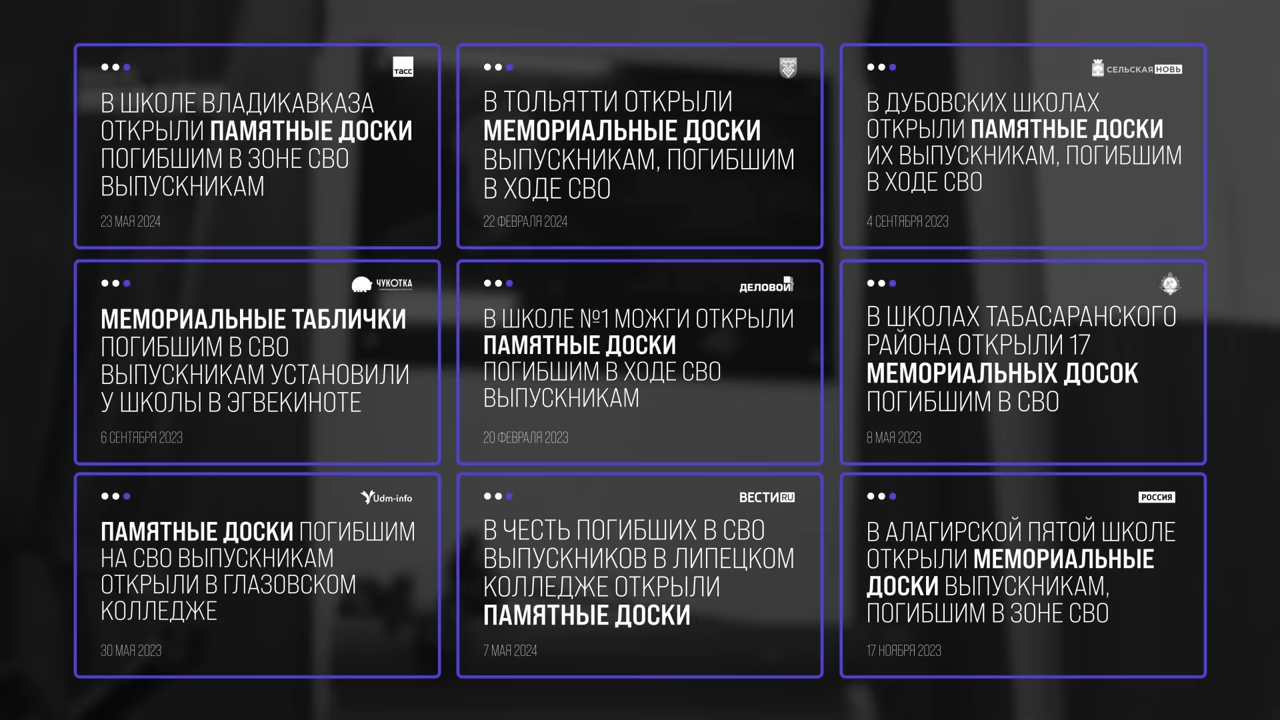 ТАСС
В ШКОЛЕ ВЛАДИКАВКАЗА
ОТКРЫЛИ ПАМЯТНЫЕ ДОСКИ
ПОГИБШИМ В ЗОНЕ СВО
ВЫПУСКНИКАМ
23 МАЯ 2024
В ТОЛЬЯТТИ ОТКРЫЛИ
МЕМОРИАЛЬНЫЕ ДОСКИ
ВЫПУСКНИКАМ, ПОГИБШИМ
В ХОДЕ СВО
22 ФЕВРАЛЯ 2024
СЕЛЬСКАЯ НОВЬ
В ДУБОВСКИХ ШКОЛАХ
ОТКРЫЛИ ПАМЯТНЫЕ ДОСКИ
ИХ ВЫПУСКНИКАМ, ПОГИБШИМ
В ХОДЕ СВО
4 СЕНТЯБРЯ 2023
ЧУКОТКА
МЕМОРИАЛЬНЫЕ ТАБЛИЧКИ
ПОГИБШИМ В СВО
ВЫПУСКНИКАМ УСТАНОВИЛИ
У ШКОЛЫ В ЭГВЕКИНОТЕ
6 СЕНТЯБРЯ 2023
ДЕЛОВОЙ
В ШКОЛЕ №1 МОЖГИ ОТКРЫЛИ
ПАМЯТНЫЕ ДОСКИ
ПОГИБШИМ В ХОДЕ СВО
ВЫПУСКНИКАМ
20 ФЕВРАЛЯ 2023
В ШКОЛАХ ТАБАСАРАНСКОГО
РАЙОНА ОТКРЫЛИ 17
МЕМОРИАЛЬНЫХ ДОСОК
ПОГИБШИМ В СВО
8 МАЯ 2023
Udm-info
ПАМЯТНЫЕ ДОСКИ ПОГИБШИМ
НА СВО ВЫПУСКНИКАМ
ОТКРЫЛИ В ГЛАЗОВСКОМ
КОЛЛЕДЖЕ
30 МАЯ 2023
ВЕСТИ RU
В ЧЕСТЬ ПОГИБШИХ В СВО
ВЫПУСКНИКОВ В ЛИПЕЦКОМ
КОЛЛЕДЖЕ ОТКРЫЛИ
ПАМЯТНЫЕ ДОСКИ
7 МАЯ 2024
РОССИЯ
В АЛАГИРСКОЙ ПЯТОЙ ШКОЛЕ
ОТКРЫЛИ МЕМОРИАЛЬНЫЕ
ДОСКИ ВЫПУСКНИКАМ,
ПОГИБШИМ В ЗОНЕ СВО
17 НОЯБРЯ 2023